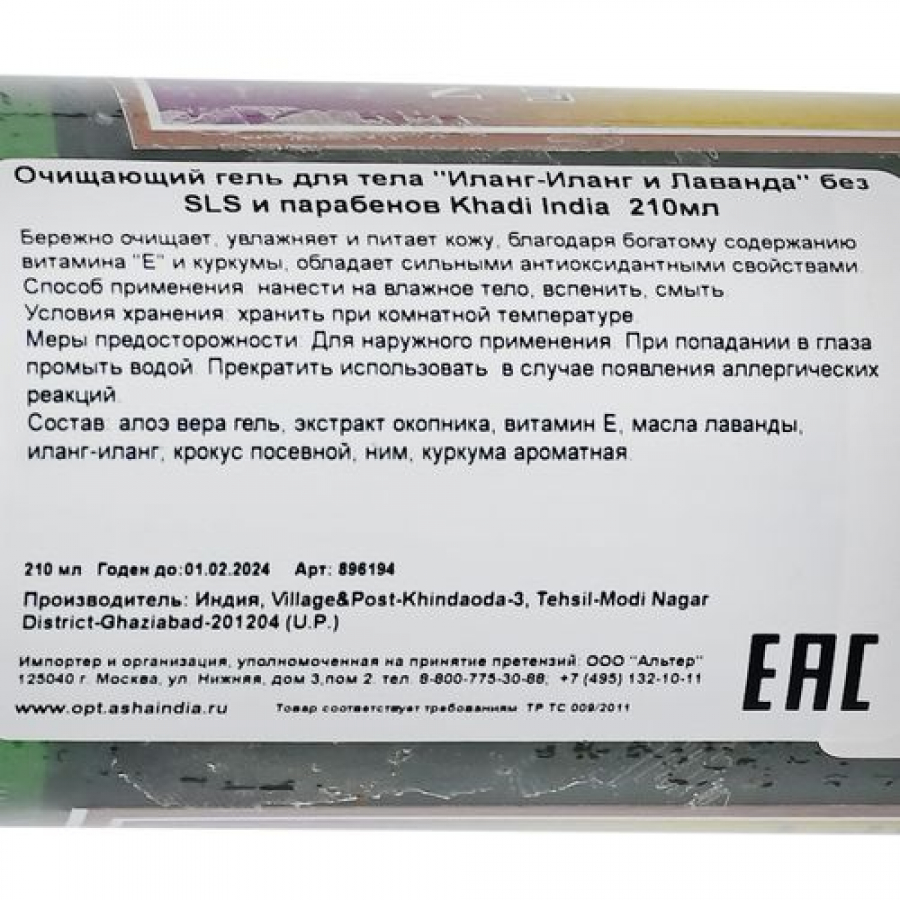 Очищающий гель для тела "Иланг-Иланг и Лаванда" без
SLS и парабенов Khadi India 210мл
Бережно очищает, увлажняет и питает кожу, благодаря богатому содержанию
витамина "Е" и куркумы, обладает сильными антиоксидантными свойствами.
Способ применения: нанести на влажное тело, вспенить, смыть.
Условия хранения: хранить при комнатной температуре.
Меры предосторожности: Для наружного применения. При попадании в глаза
промыть водой. Прекратить использовать в случае появления аллергических
реакций.
Состав: алоэ вера гель, экстракт окопника, витамин Е, масла лаванды,
иланг-иланг, крокус посевной, ним, куркума ароматная.
210 мл Годен до:01.02.2024 Арт: 896194
Производитель: Индия, Village&Post-Khindaoda-3, Tehsil-Modi Nagar
District-Ghaziabad-201204 (U.P.)
Импортер и организация, уполномоченная на принятие претензий: ООО "Альтер"
125040 г. Москва, ул. Нижняя, дом 3,пом 2. тел. 8-800-775-30-88; +7 (495) 132-10-11
www.opt.ashaindia.ru Товар соответствует требованиям ТР ТС 009/2011
EAC